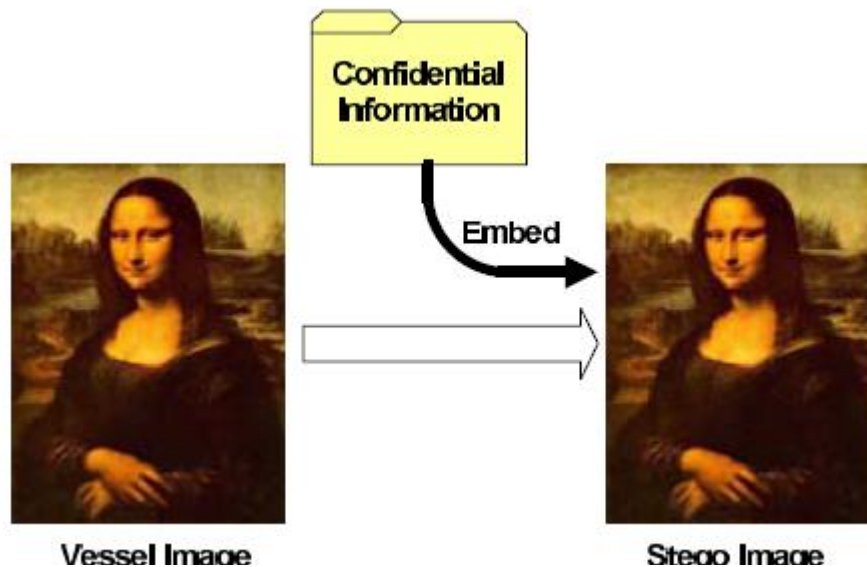 Confidential
Information
Embed
Vessel Image
Stego Image